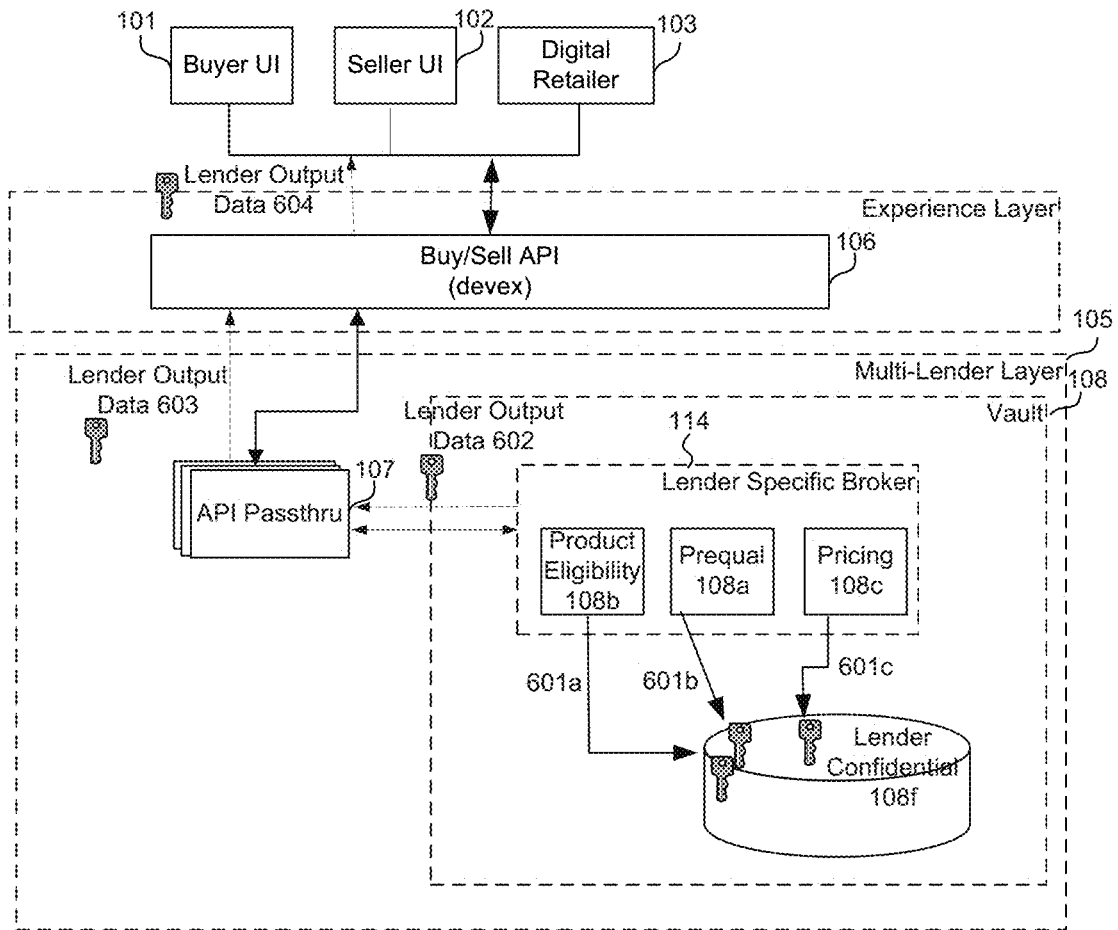 101
Buyer UI
102
Seller UI
103
Digital
Retailer
Lender Output
Data 604
Experience Layer
Buy/Sell API
(devex)
106
105
Multi-Lender Layer
108
Lender Output
Data 603
Vault
Lender Output
Data 602
114
Lender Specific Broker
107
API Passthru
Product
Eligibility
108b
Prequal
108a
Pricing
108c
601a
601b
601c
Lender
Confidential
108f